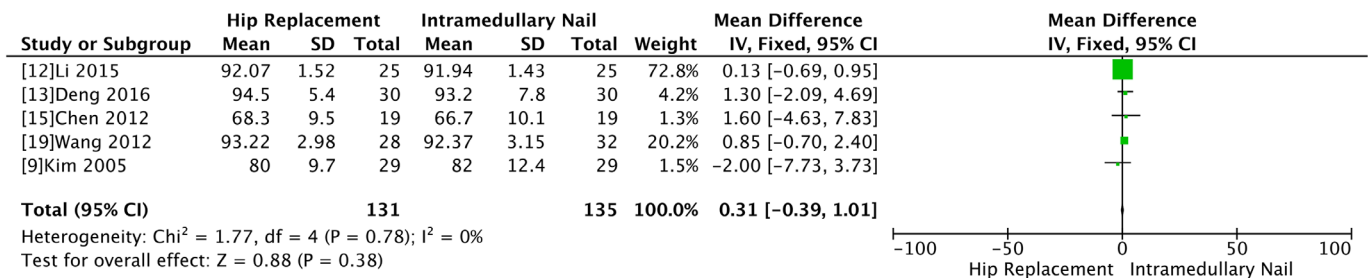 Hip Replacement Intramedullary Nail Mean Difference Mean Difference
Study or Subgroup Mean SD Total Mean SD Total Weight IV, Fixed, 95% CI IV, Fixed, 95% CI
[12]Li 2015 92.07 1.52 25 91.94 1.43 25 72.8% 0.13 [-0.69, 0.95]
[13]Deng 2016 94.5 5.4 30 93.2 7.8 30 4.2% 1.30 [-2.09, 4.69]
[15]Chen 2012 68.3 9.5 19 66.7 10.1 19 1.3% 1.60 [-4.63, 7.83]
[19]Wang 2012 93.22 2.98 28 92.37 3.15 32 20.2% 0.85 [-0.70, 2.40]
[9]Kim 2005 80 9.7 29 82 12.4 29 1.5% -2.00 [-7.73, 3.73]
Total (95% CI) 131 135 100.0% 0.31 [-0.39, 1.01]
Heterogeneity: Chi² = 1.77, df = 4 (P = 0.78); I² = 0%
Test for overall effect: Z = 0.88 (P = 0.38)
-100 -50 0 50 100
Hip Replacement Intramedullary Nail